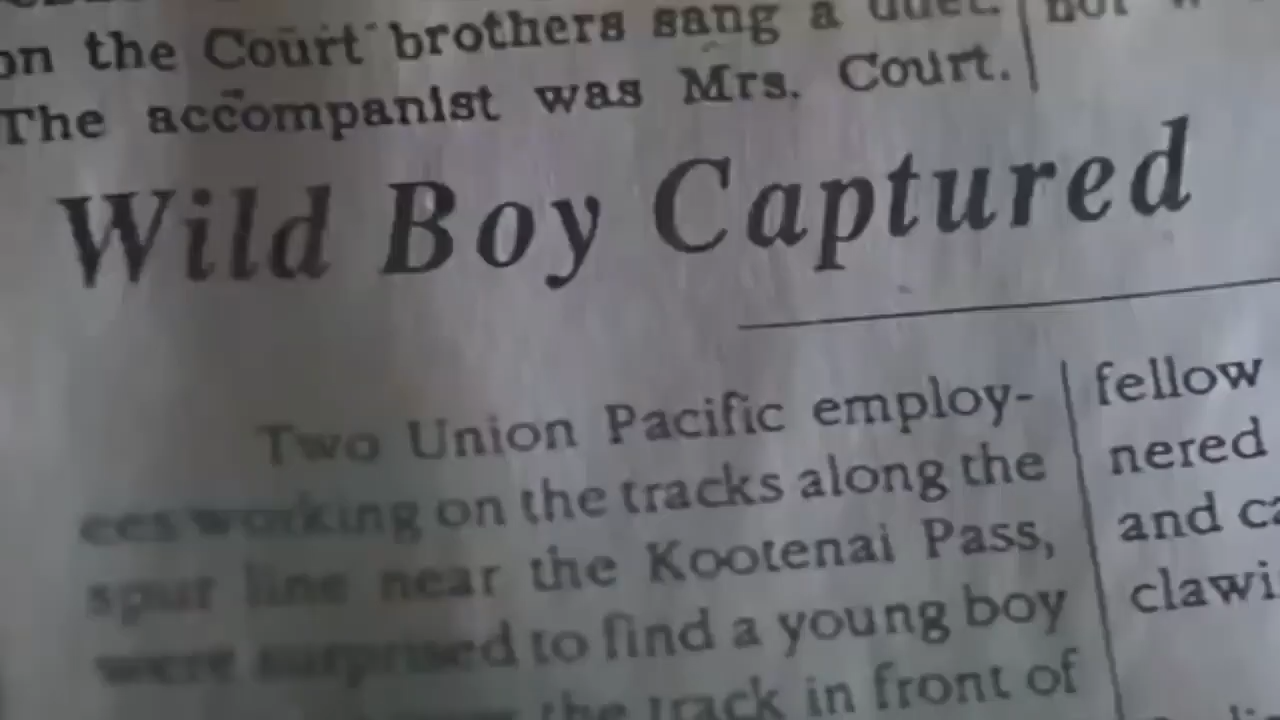 on the Court brothers sang a duet.
The accompanist was Mrs. Court.
Wild Boy Captured
Two Union Pacific employ-
ees working on the tracks along the
spur line near the Kootenai Pass,
were surprised to find a young boy
the track in front of
fellow
nered
and
clawi